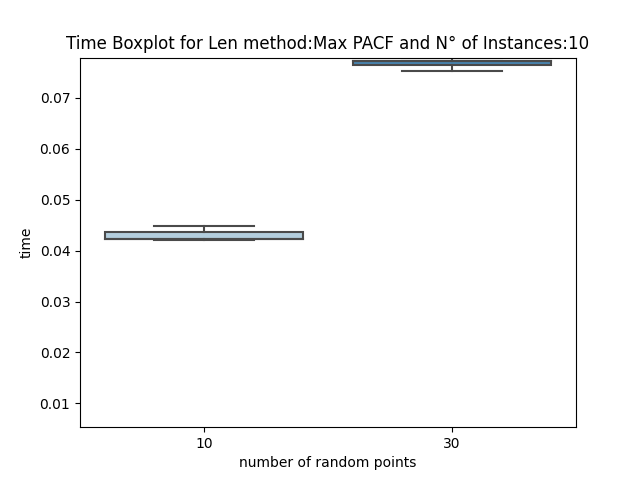 Time Boxplot for Len method:Max PACF and N° of Instances:10
0.07
0.06
0.05
0.04
0.03
0.02
0.01
time
10 30
number of random points